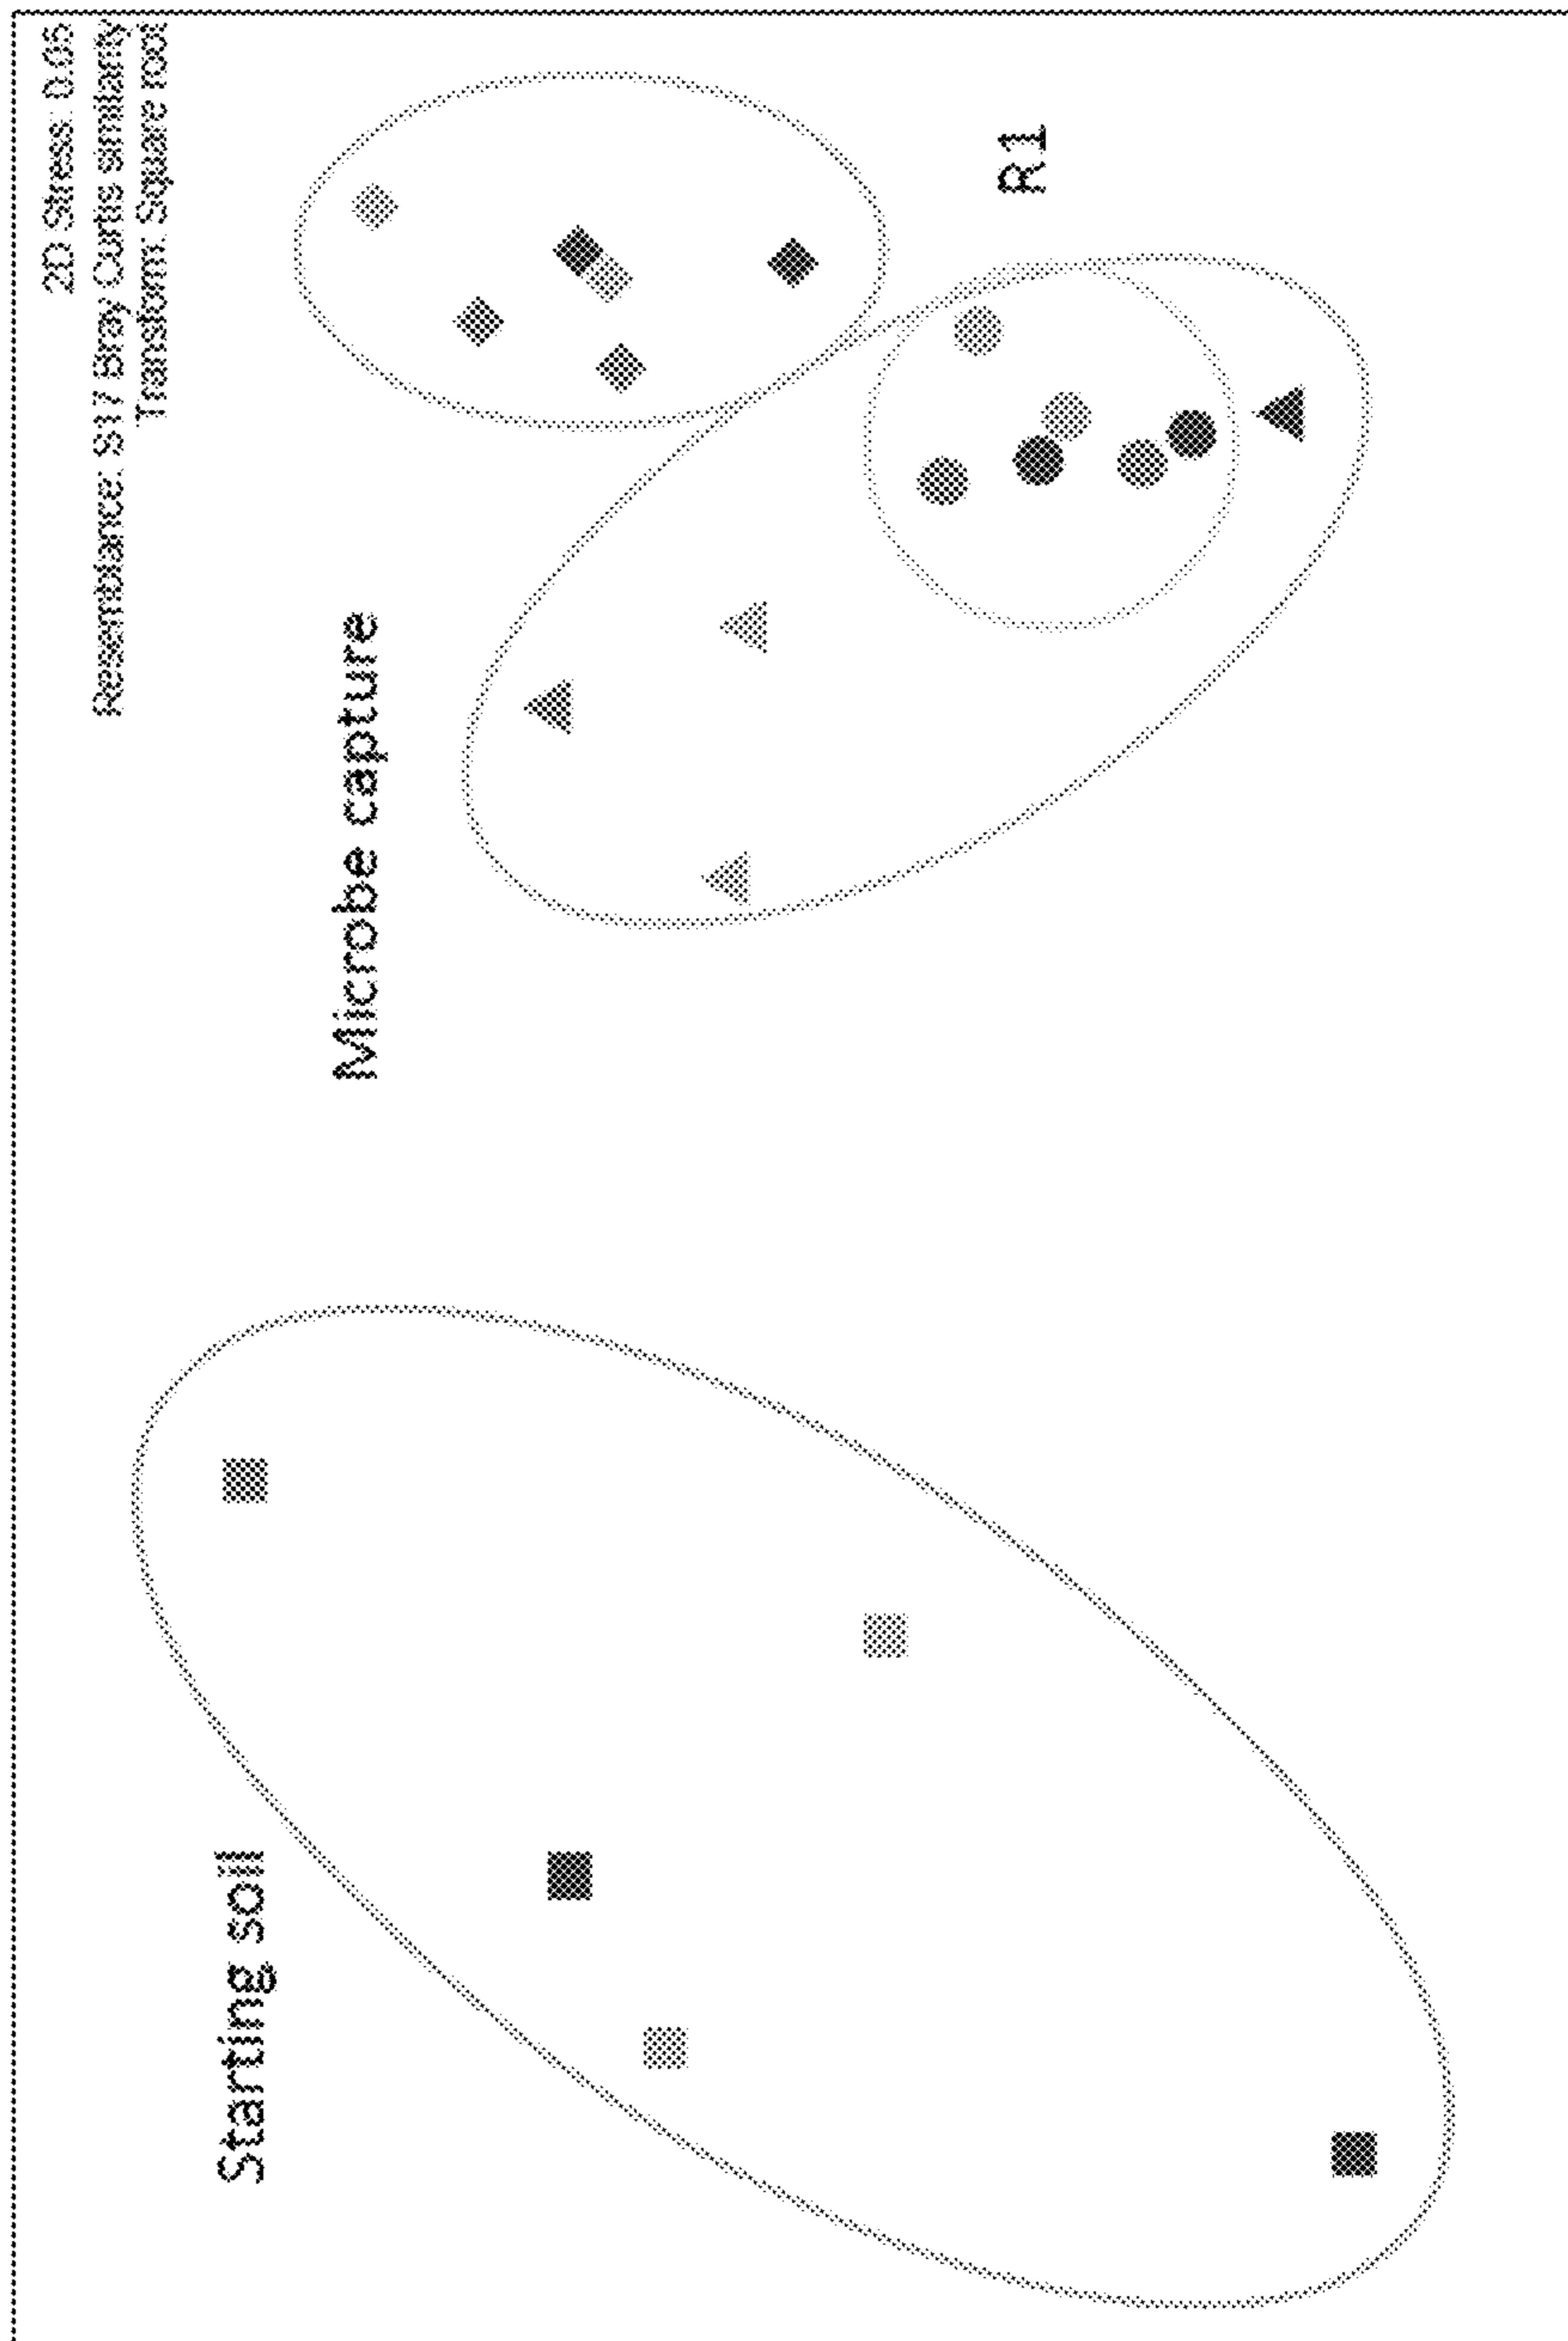 2D Stress: 0.05
Resemblance: S17 Bray Curtis similarity
Transform: Square root
Starting soil
Microbe capture
R1